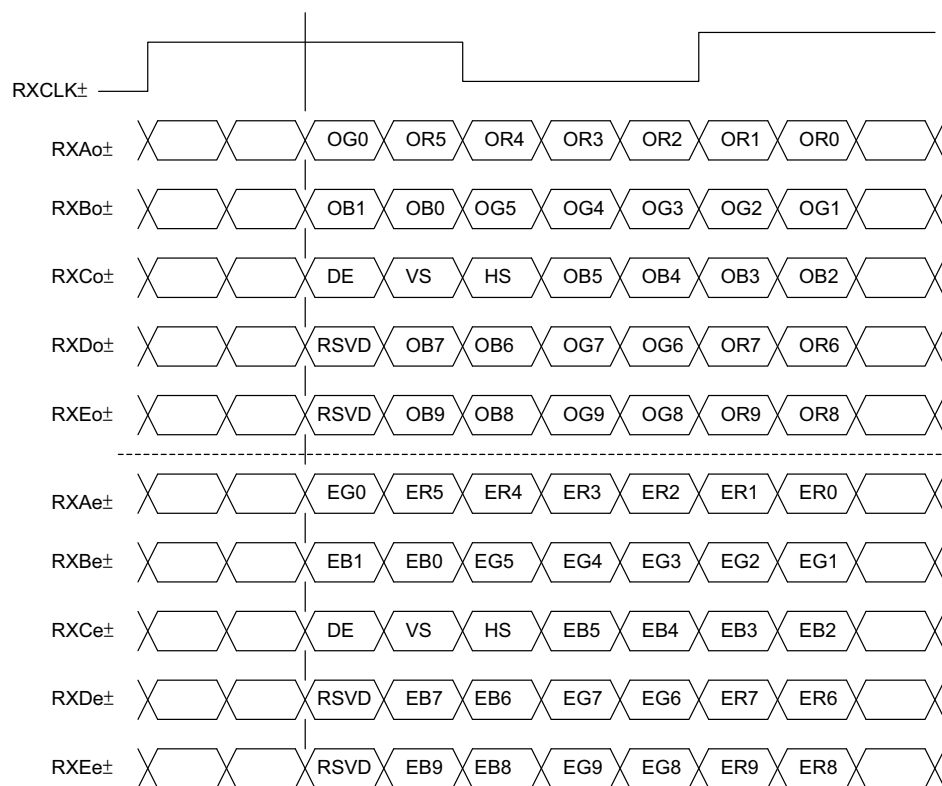 RXCLK±
RXAo± OG0 OR5 OR4 OR3 OR2 OR1 OR0
RXBo± OB1 OB0 OG5 OG4 OG3 OG2 OG1
RXCo± DE VS HS OB5 OB4 OB3 OB2
RXDo± RSVD OB7 OB6 OG7 OG6 OR7 OR6
RXEo± RSVD OB9 OB8 OG9 OG8 OR9 OR8
RXAe± EG0 ER5 ER4 ER3 ER2 ER1 ER0
RXBe± EB1 EB0 EG5 EG4 EG3 EG2 EG1
RXCe± DE VS HS EB5 EB4 EB3 EB2
RXDe± RSVD EB7 EB6 EG7 EG6 ER7 ER6
RXEe± RSVD EB9 EB8 EG9 EG8 ER9 ER8